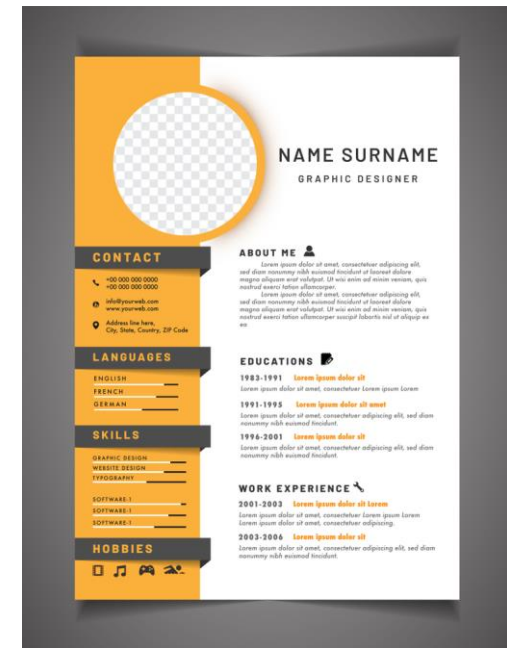 NAME SURNAME
GRAPHIC DESIGNER
CONTACT
+00 000 000 0000
+00 000 000 0000
info@yourweb.com
www.yourweb.com
Address line here,
City, State, Country, ZIP Code
LANGUAGES
ENGLISH
FRENCH
GERMAN
SKILLS
GRAPHIC DESIGN
WEBSITE DESIGN
TYPOGRAPHY
SOFTWARE-1
SOFTWARE-1
SOFTWARE-1
HOBBIES
ABOUT ME
Lorem ipsum dolor sit amet, consectetuer adipiscing elit,
sed diam nonummy nibh euismod tincidunt ut laoreet dolore
magna aliquam erat volutpat. Ut wisi enim ad minim veniam, quis
nostrud exerci tation ullamcorper.
Lorem ipsum dolor sit amet, consectetuer adipiscing elit,
sed diam nonummy nibh euismod tincidunt ut laoreet dolore
magna aliquam erat volutpat. Ut wisi enim ad minim veniam, quis
nostrud exerci tation ullamcorper suscipit lobortis nisl ut aliquip ex
ea
EDUCATIONS
1983-1991 Lorem ipsum dolor sit
Lorem ipsum dolor sit amet, consectetuer Lorem ipsum Lorem
1991-1995 Lorem ipsum dolor sit amet
Lorem ipsum dolor sit amet, consectetuer adipiscing elit, sed diam
nonummy nibh euismod tincidunt.
1996-2001 Lorem ipsum dolor sit
Lorem ipsum dolor sit amet, consectetuer adipiscing elit, sed diam
nonummy nibh euismod tincidunt.
WORK EXPERIENCE
2001-2003 Lorem ipsum dolor sit Lorem
Lorem ipsum dolor sit amet, consectetuer Lorem ipsum Lorem
Lorem ipsum dolor sit amet, consectetuer adipiscing.
2003-2006 Lorem ipsum dolor sit
Lorem ipsum dolor sit amet, consectetuer adipiscing elit, sed diam
nonummy nibh euismod tincidunt.